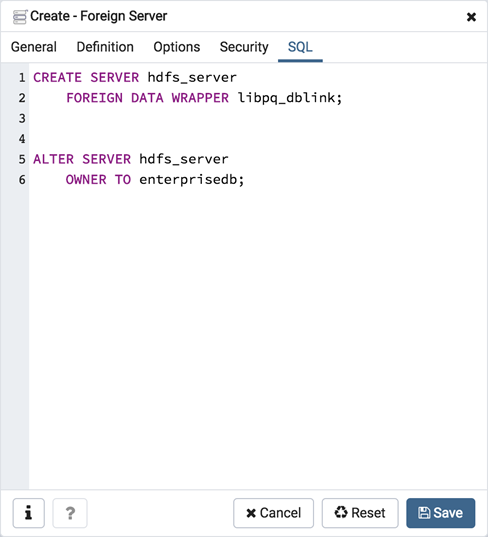 Create - Foreign Server
General Definition Options Security SQL
1 CREATE SERVER hdfs_server
2 FOREIGN DATA WRAPPER libpq_dblink;
3
4
5 ALTER SERVER hdfs_server
6 OWNER TO enterprisedb;
i ? Cancel Reset Save